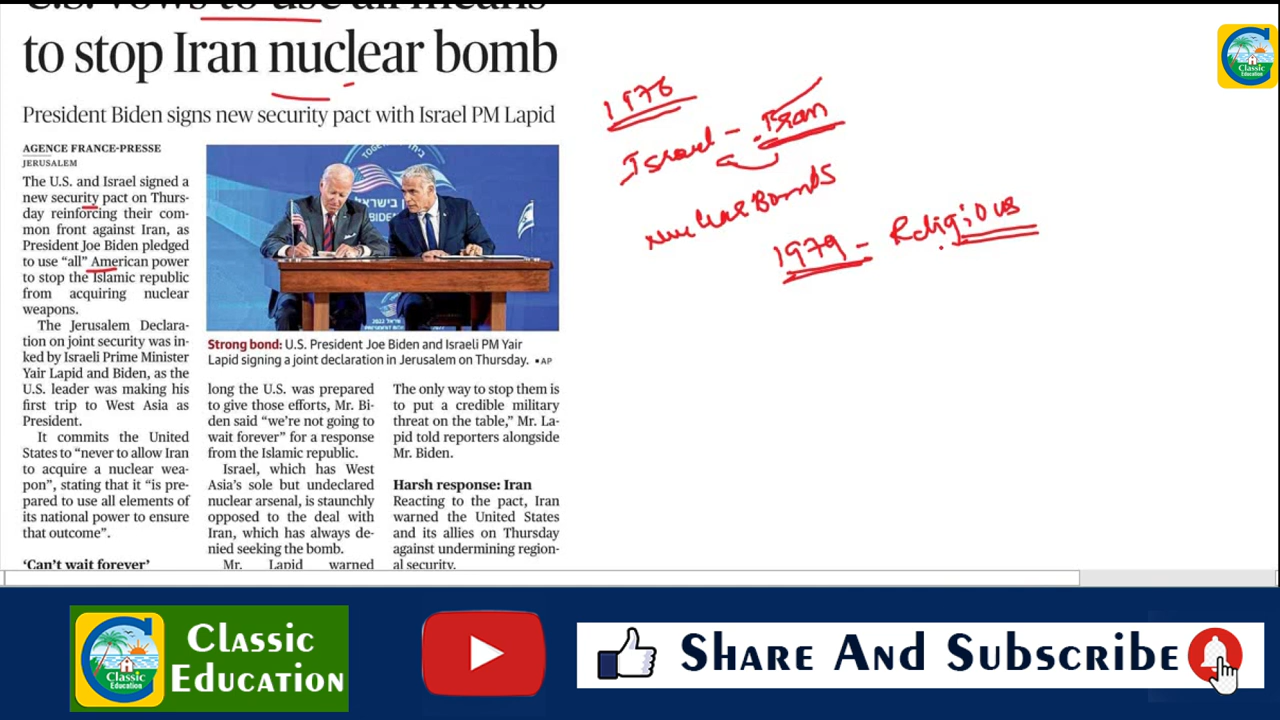 U.S. vows to use all means
to stop Iran nuclear bomb
President Biden signs new security pact with Israel PM Lapid
AGENCE FRANCE-PRESSE
JERUSALEM
The U.S. and Israel signed a
new security pact on Thurs-
day reinforcing their com-
mon front against Iran, as
President Joe Biden pledged
to use “all” American power
to stop the Islamic republic
from acquiring nuclear
weapons.
The Jerusalem Declara-
tion on joint security was in-
ked by Israeli Prime Minister
Yair Lapid and Biden, as the
U.S. leader was making his
first trip to West Asia as
President.
It commits the United
States to “never to allow Iran
to acquire a nuclear wea-
pon”, stating that it “is pre-
pared to use all elements of
its national power to ensure
that outcome”.
‘Can’t wait forever’
Strong bond: U.S. President Joe Biden and Israeli PM Yair
Lapid signing a joint declaration in Jerusalem on Thursday. •AP
long the U.S. was prepared
to give those efforts, Mr. Bi-
den said “we’re not going to
wait forever” for a response
from the Islamic republic.
Israel, which has West
Asia’s sole but undeclared
nuclear arsenal, is staunchly
opposed to the deal with
Iran, which has always de-
nied seeking the bomb.
Mr. Lapid warned
The only way to stop them is
to put a credible military
threat on the table,” Mr. La-
pid told reporters alongside
Mr. Biden.
Harsh response: Iran
Reacting to the pact, Iran
warned the United States
and its allies on Thursday
against undermining region-
al security.
1976
Israel - Iran
Nuclear Bombs
1979 - Religious
Classic
Education
Classic
Education
Classic
Education
Share And Subscribe